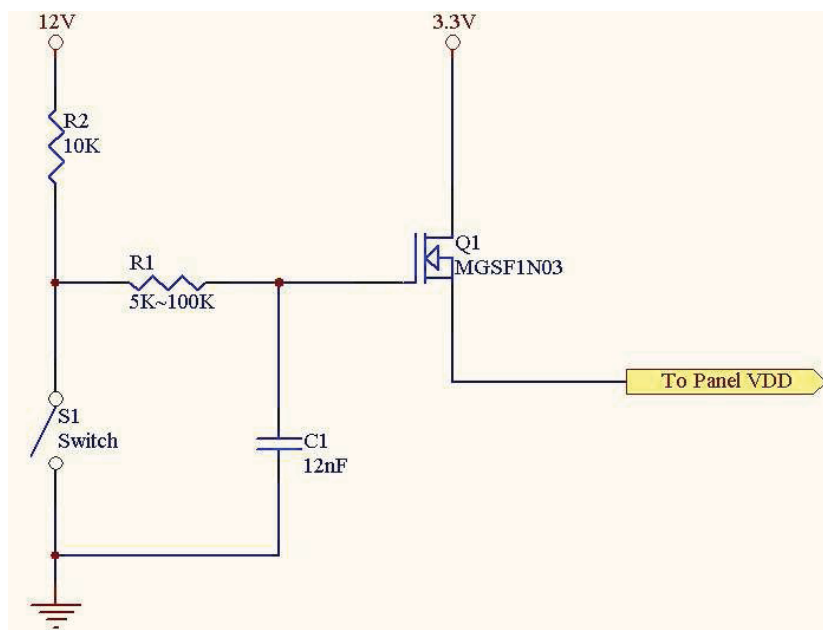 12V
3.3V
R2
10K
R1
5K~100K
Q1
MGSF1N03
To Panel VDD
S1
Switch
C1
12nF